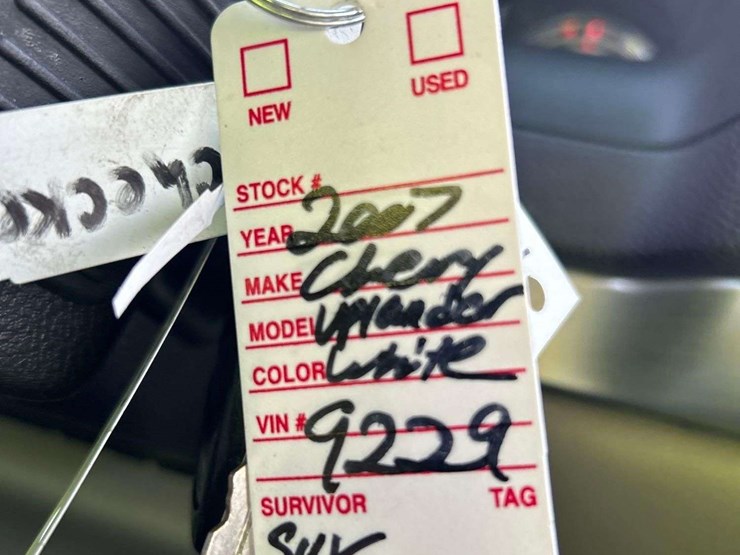 NEW
USED
STOCK #
YEAR 2007
MAKE Chevy
MODEL Uplander
COLOR White
VIN # 9229
SURVIVOR TAG